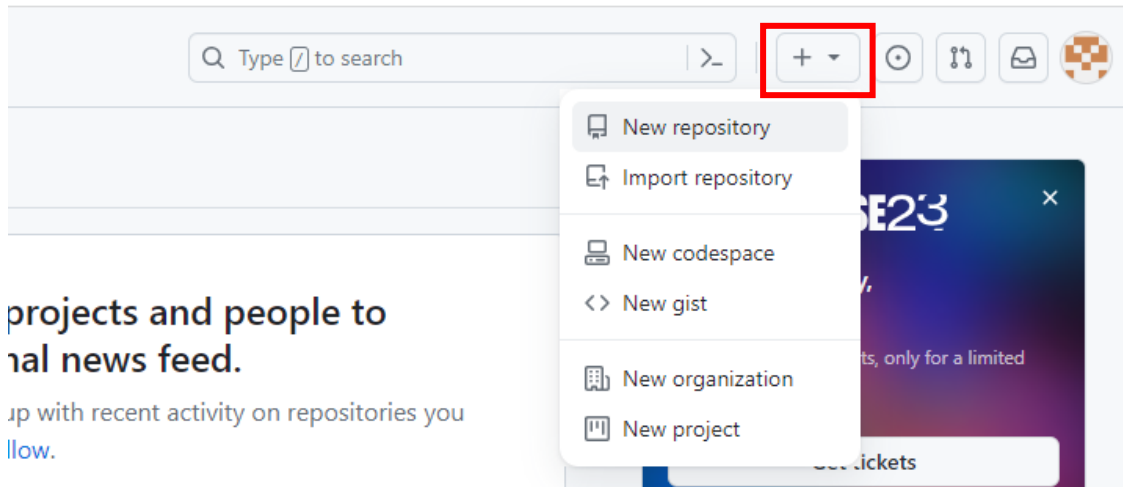 Type / to search
New repository
Import repository
New codespace
New gist
New organization
New project
projects and people to
nal news feed.
up with recent activity on repositories you
llow.
SE23
y,
ts, only for a limited
Get tickets